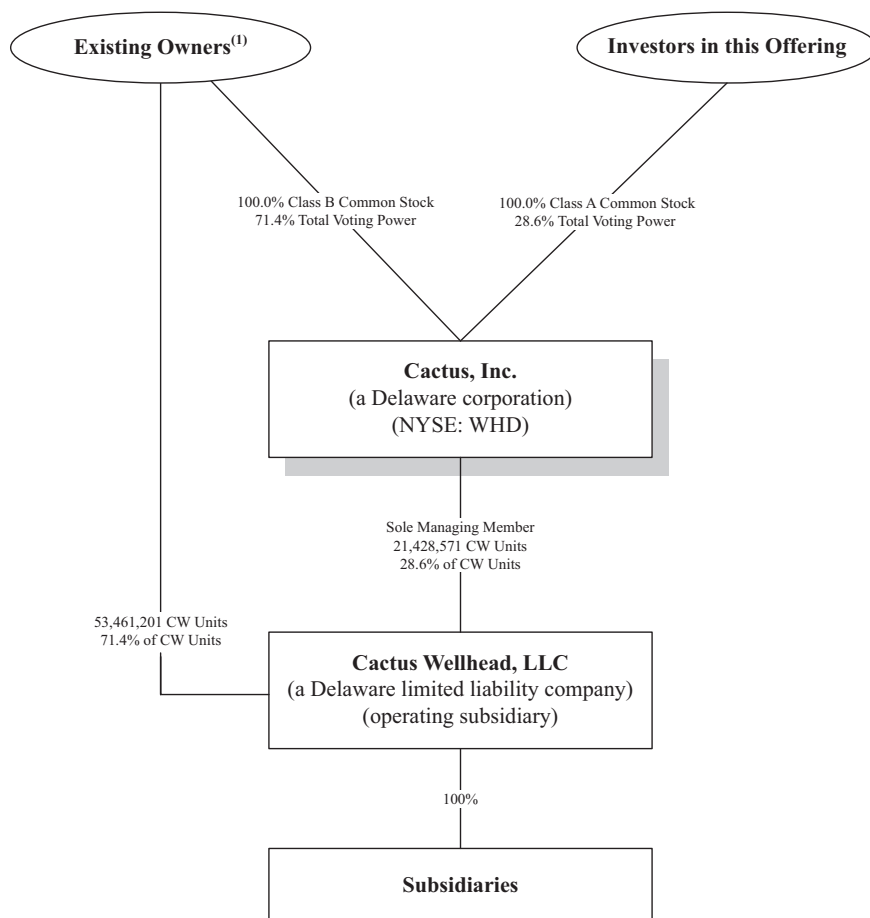 Existing Owners(1)
Investors in this Offering
100.0% Class B Common Stock
71.4% Total Voting Power
100.0% Class A Common Stock
28.6% Total Voting Power
Cactus, Inc.
(a Delaware corporation)
(NYSE: WHD)
Sole Managing Member
21,428,571 CW Units
28.6% of CW Units
53,461,201 CW Units
71.4% of CW Units
Cactus Wellhead, LLC
(a Delaware limited liability company)
(operating subsidiary)
100%
Subsidiaries